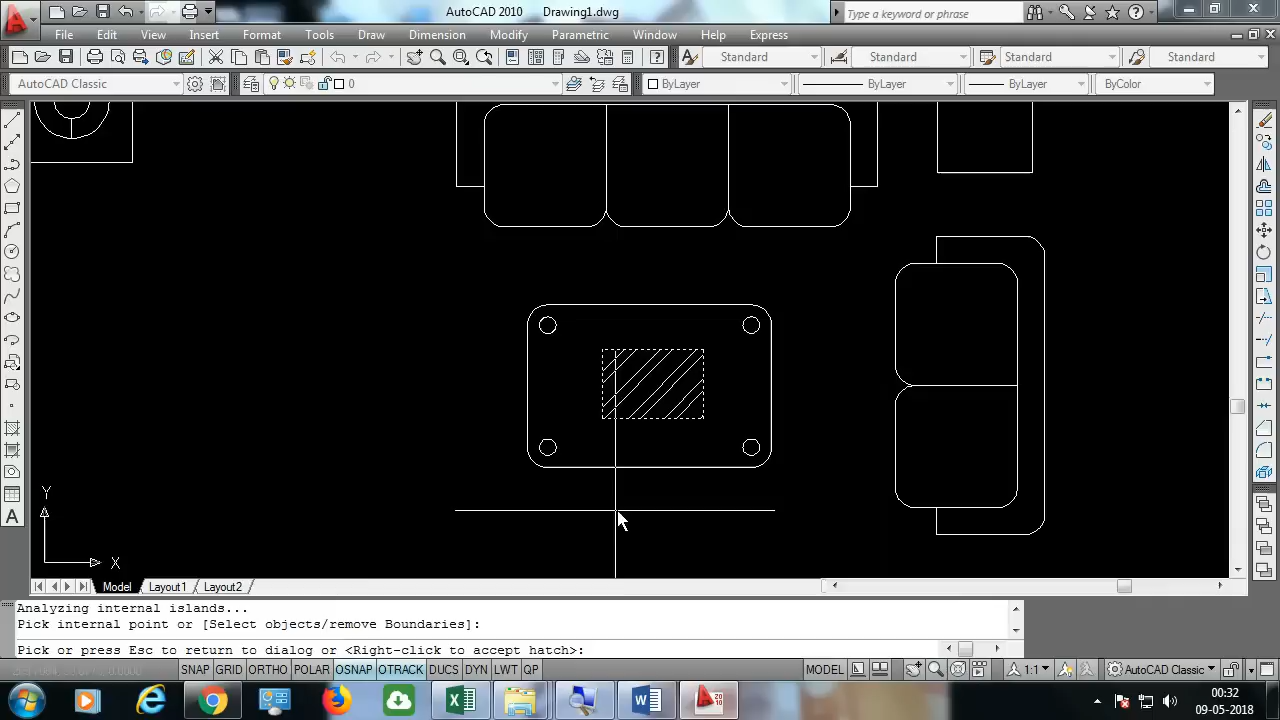 AutoCAD 2010 Drawing1.dwg
Type a keyword or phrase
File Edit View Insert Format Tools Draw Dimension Modify Parametric Window Help Express
Standard Standard Standard Standard
AutoCAD Classic 0 ByLayer ByLayer ByLayer ByColor
Y
X
A
Model Layout1 Layout2
Analyzing internal islands...
Pick internal point or [Select objects/remove Boundaries]:
Pick or press Esc to return to dialog or <Right-click to accept hatch>:
SNAP GRID ORTHO POLAR OSNAP OTRACK DUCS DYN LWT QP MODEL 1:1 AutoCAD Classic
00:32
09-05-2018